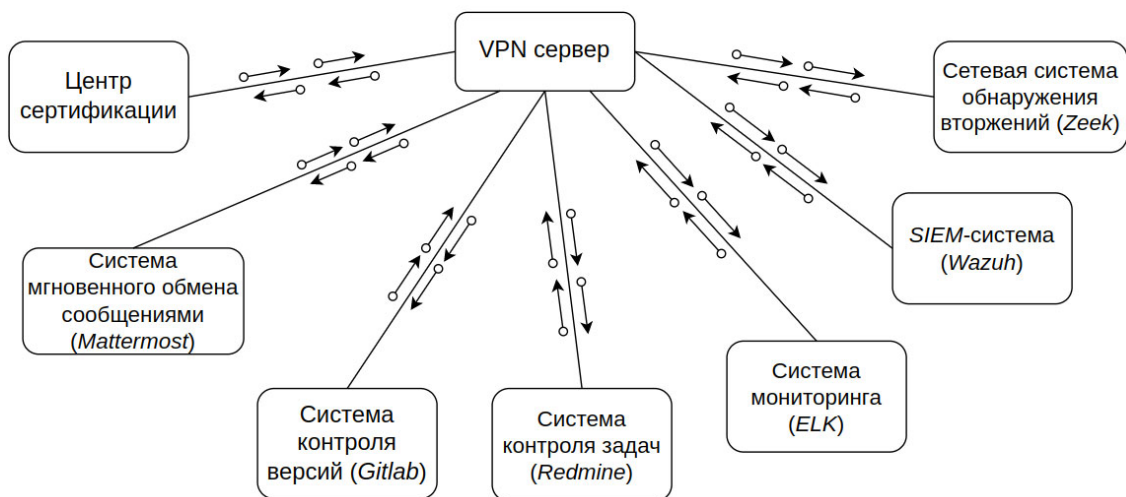 VPN сервер
Центр
сертификации
Сетевая система
обнаружения
вторжений (Zeek)
SIEM-система
(Wazuh)
Система
мгновенного обмена
сообщениями
(Mattermost)
Система
мониторинга
(ELK)
Система
контроля
версий (Gitlab)
Система
контроля задач
(Redmine)